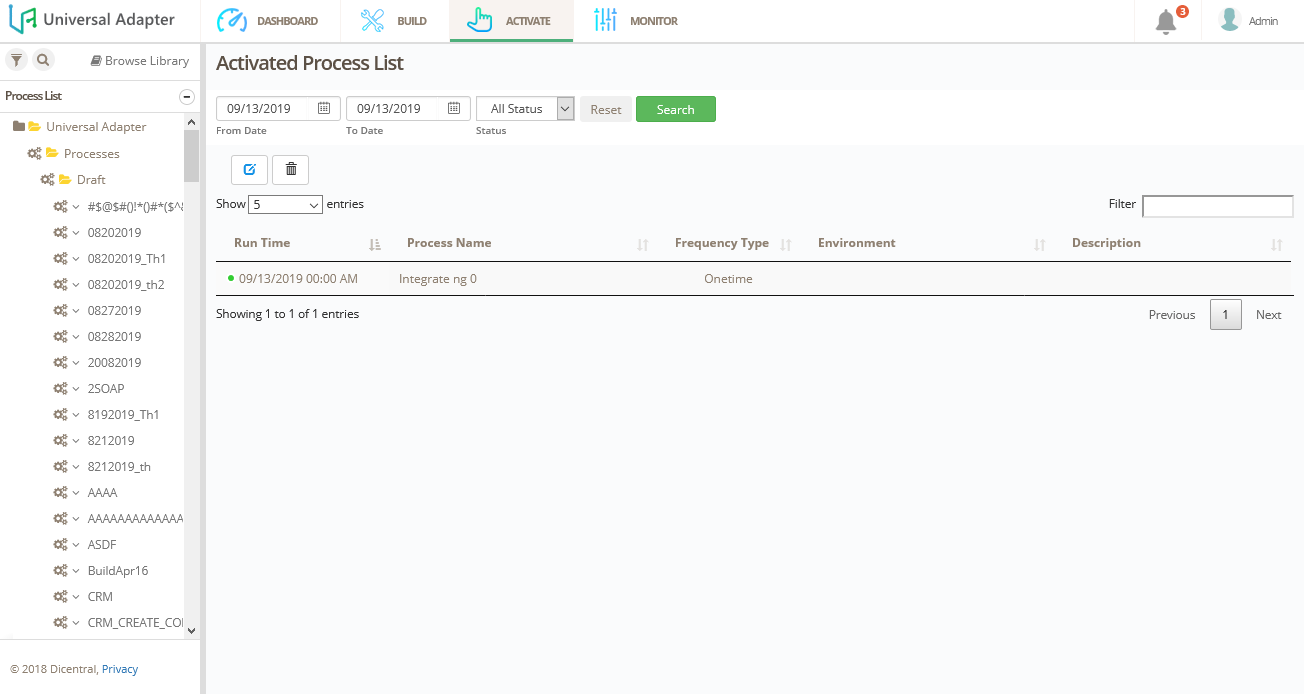 Universal Adapter
DASHBOARD
BUILD
ACTIVATE
MONITOR
3
Admin
Browse Library
Process List
Universal Adapter
Processes
Draft
#$@$#()!*()#*($^&
08202019
08202019_Th1
08202019_th2
08272019
08282019
20082019
2SOAP
8192019_Th1
8212019
8212019_th
AAAA
AAAAAAAAAAAAA
ASDF
BuildApr16
CRM
CRM_CREATE_CO
© 2018 Dicentral, Privacy
Activated Process List
09/13/2019 09/13/2019 All Status Reset Search
From Date To Date Status
Show 5 entries Filter
Run Time Process Name Frequency Type Environment Description
09/13/2019 00:00 AM Integrate ng 0 Onetime
Showing 1 to 1 of 1 entries Previous 1 Next